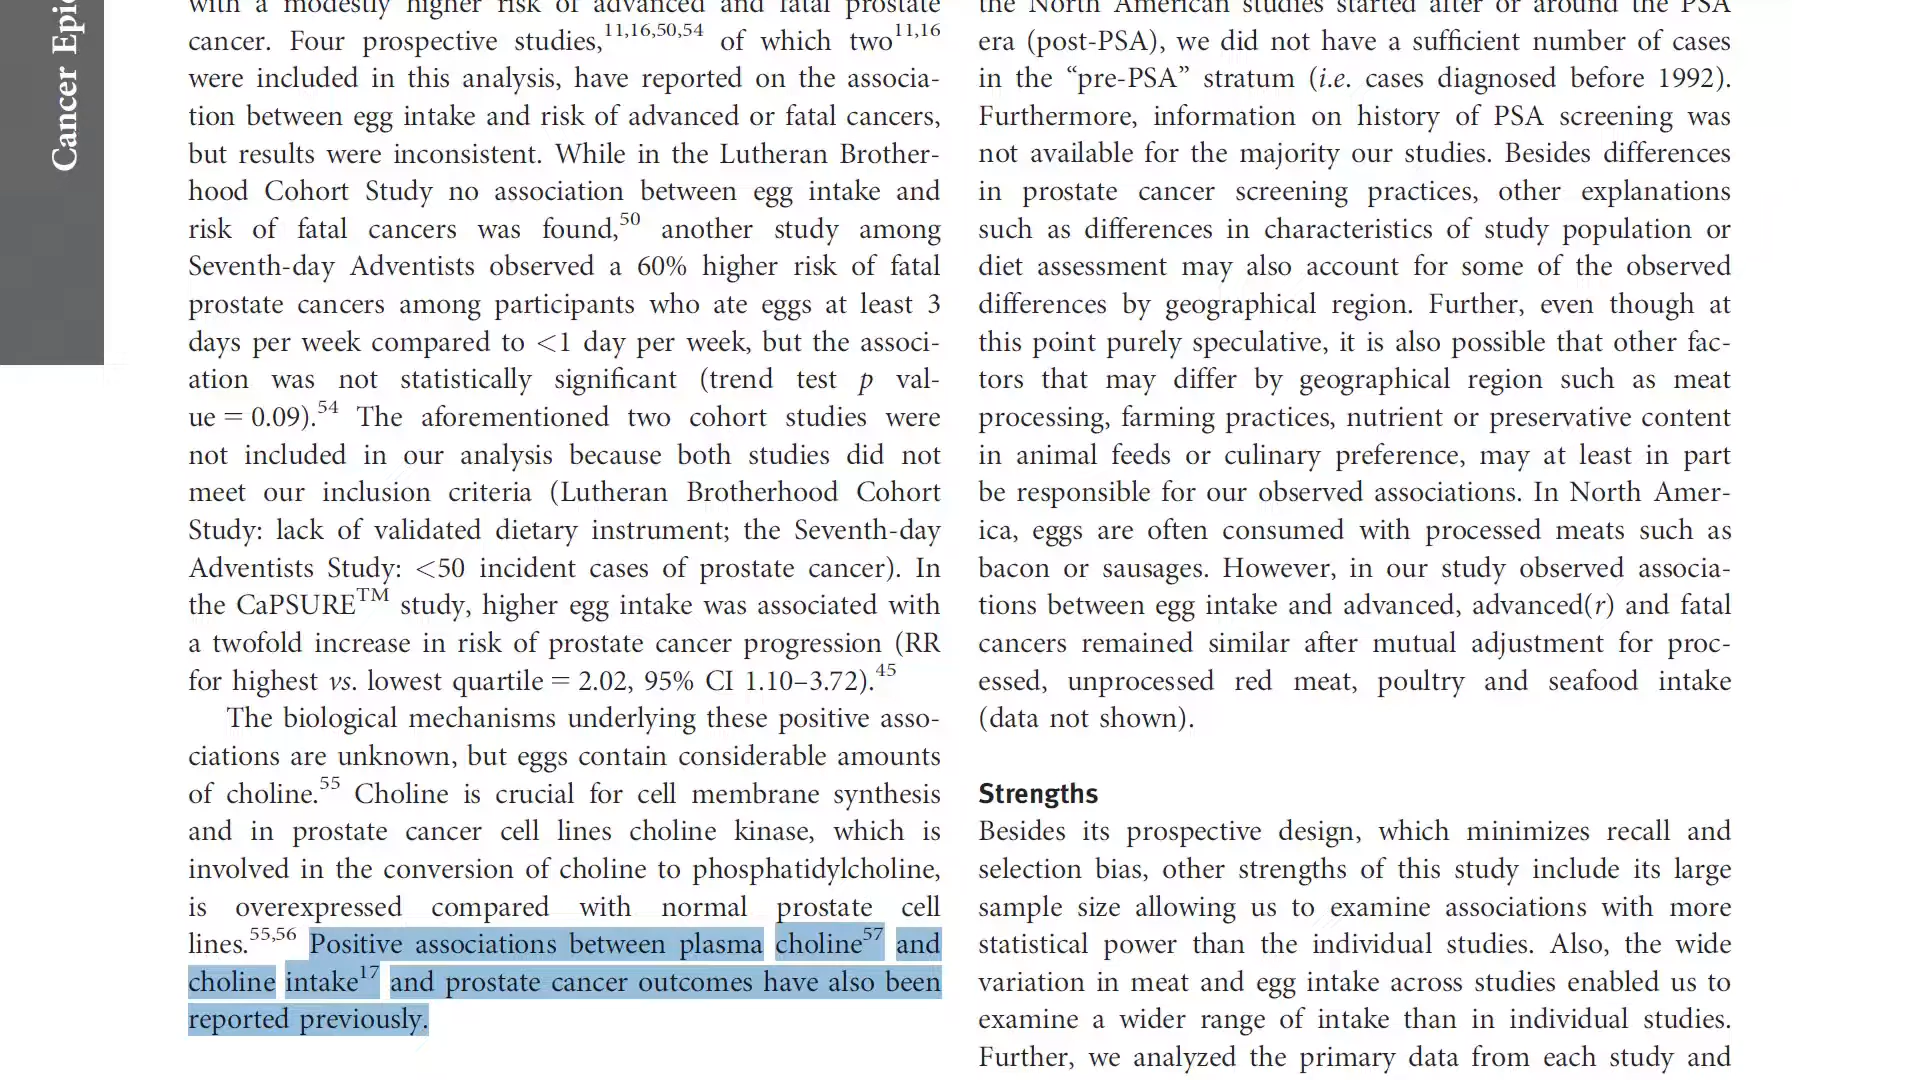 Cancer Epi
with a modestly higher risk of advanced and fatal prostate
cancer. Four prospective studies,11,16,50,54 of which two11,16
were included in this analysis, have reported on the associa-
tion between egg intake and risk of advanced or fatal cancers,
but results were inconsistent. While in the Lutheran Brother-
hood Cohort Study no association between egg intake and
risk of fatal cancers was found,50 another study among
Seventh-day Adventists observed a 60% higher risk of fatal
prostate cancers among participants who ate eggs at least 3
days per week compared to <1 day per week, but the associ-
ation was not statistically significant (trend test p val-
ue = 0.09).54 The aforementioned two cohort studies were
not included in our analysis because both studies did not
meet our inclusion criteria (Lutheran Brotherhood Cohort
Study: lack of validated dietary instrument; the Seventh-day
Adventists Study: <50 incident cases of prostate cancer). In
the CaPSURE™ study, higher egg intake was associated with
a twofold increase in risk of prostate cancer progression (RR
for highest vs. lowest quartile = 2.02, 95% CI 1.10–3.72).45
The biological mechanisms underlying these positive asso-
ciations are unknown, but eggs contain considerable amounts
of choline.55 Choline is crucial for cell membrane synthesis
and in prostate cancer cell lines choline kinase, which is
involved in the conversion of choline to phosphatidylcholine,
is overexpressed compared with normal prostate cell
lines.55,56 Positive associations between plasma choline57 and
choline intake17 and prostate cancer outcomes have also been
reported previously.
the North American studies started after or around the PSA
era (post-PSA), we did not have a sufficient number of cases
in the “pre-PSA” stratum (i.e. cases diagnosed before 1992).
Furthermore, information on history of PSA screening was
not available for the majority our studies. Besides differences
in prostate cancer screening practices, other explanations
such as differences in characteristics of study population or
diet assessment may also account for some of the observed
differences by geographical region. Further, even though at
this point purely speculative, it is also possible that other fac-
tors that may differ by geographical region such as meat
processing, farming practices, nutrient or preservative content
in animal feeds or culinary preference, may at least in part
be responsible for our observed associations. In North Amer-
ica, eggs are often consumed with processed meats such as
bacon or sausages. However, in our study observed associa-
tions between egg intake and advanced, advanced(r) and fatal
cancers remained similar after mutual adjustment for proc-
essed, unprocessed red meat, poultry and seafood intake
(data not shown).
Strengths
Besides its prospective design, which minimizes recall and
selection bias, other strengths of this study include its large
sample size allowing us to examine associations with more
statistical power than the individual studies. Also, the wide
variation in meat and egg intake across studies enabled us to
examine a wider range of intake than in individual studies.
Further, we analyzed the primary data from each study and